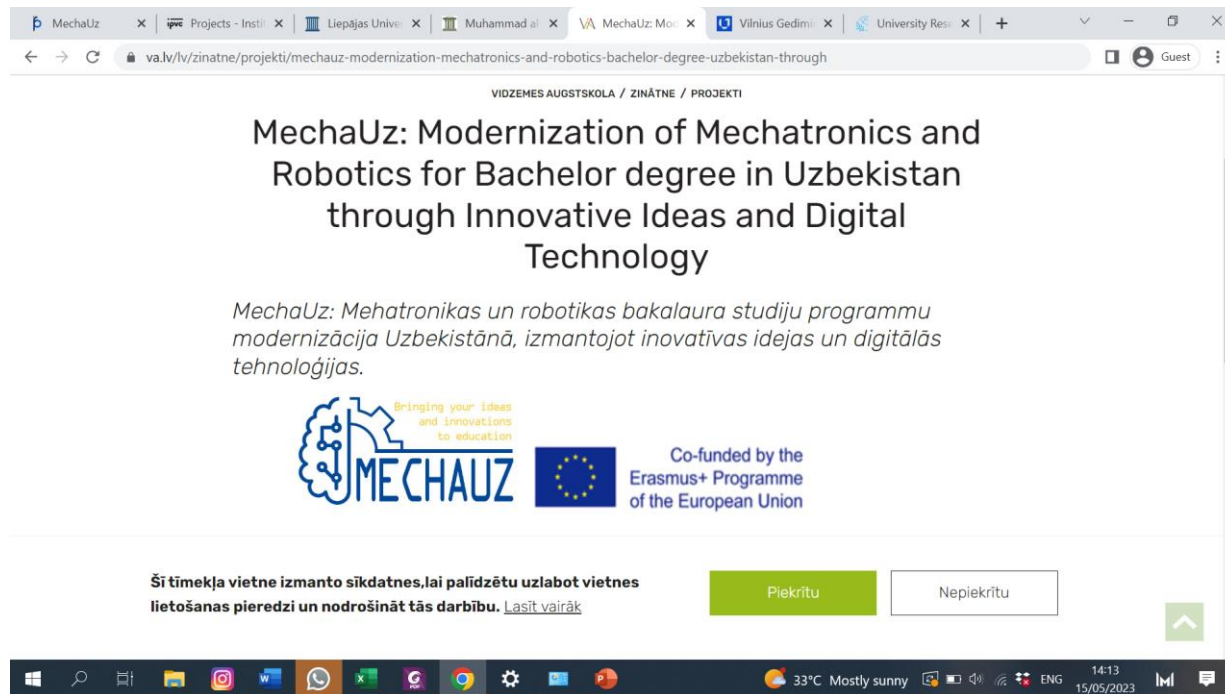 MechaUz
Projects - Insti
Liepājas Univer
Muhammad al
MechaUz: Mod
Vilnius Gedimi
University Rese
va.lv/lv/zinatne/projekti/mechauz-modernization-mechatronics-and-robotics-bachelor-degree-uzbekistan-through
Guest
VIDZEMES AUGSTSKOLA / ZINĀTNE / PROJEKTI
MechaUz: Modernization of Mechatronics and
Robotics for Bachelor degree in Uzbekistan
through Innovative Ideas and Digital
Technology
MechaUz: Mehatronikas un robotikas bakalaura studiju programmu
modernizācija Uzbekistānā, izmantojot inovatīvas idejas un digitālās
tehnoloģijas.
Bringing your ideas
and innovations
to education
MECHAUZ
Co-funded by the
Erasmus+ Programme
of the European Union
Šī tīmekļa vietne izmanto sīkdatnes,lai palīdzētu uzlabot vietnes
lietošanas pieredzi un nodrošināt tās darbību. Lasīt vairāk
Piekrītu
Nepiekrītu
33°C Mostly sunny
ENG
14:13
15/05/2023